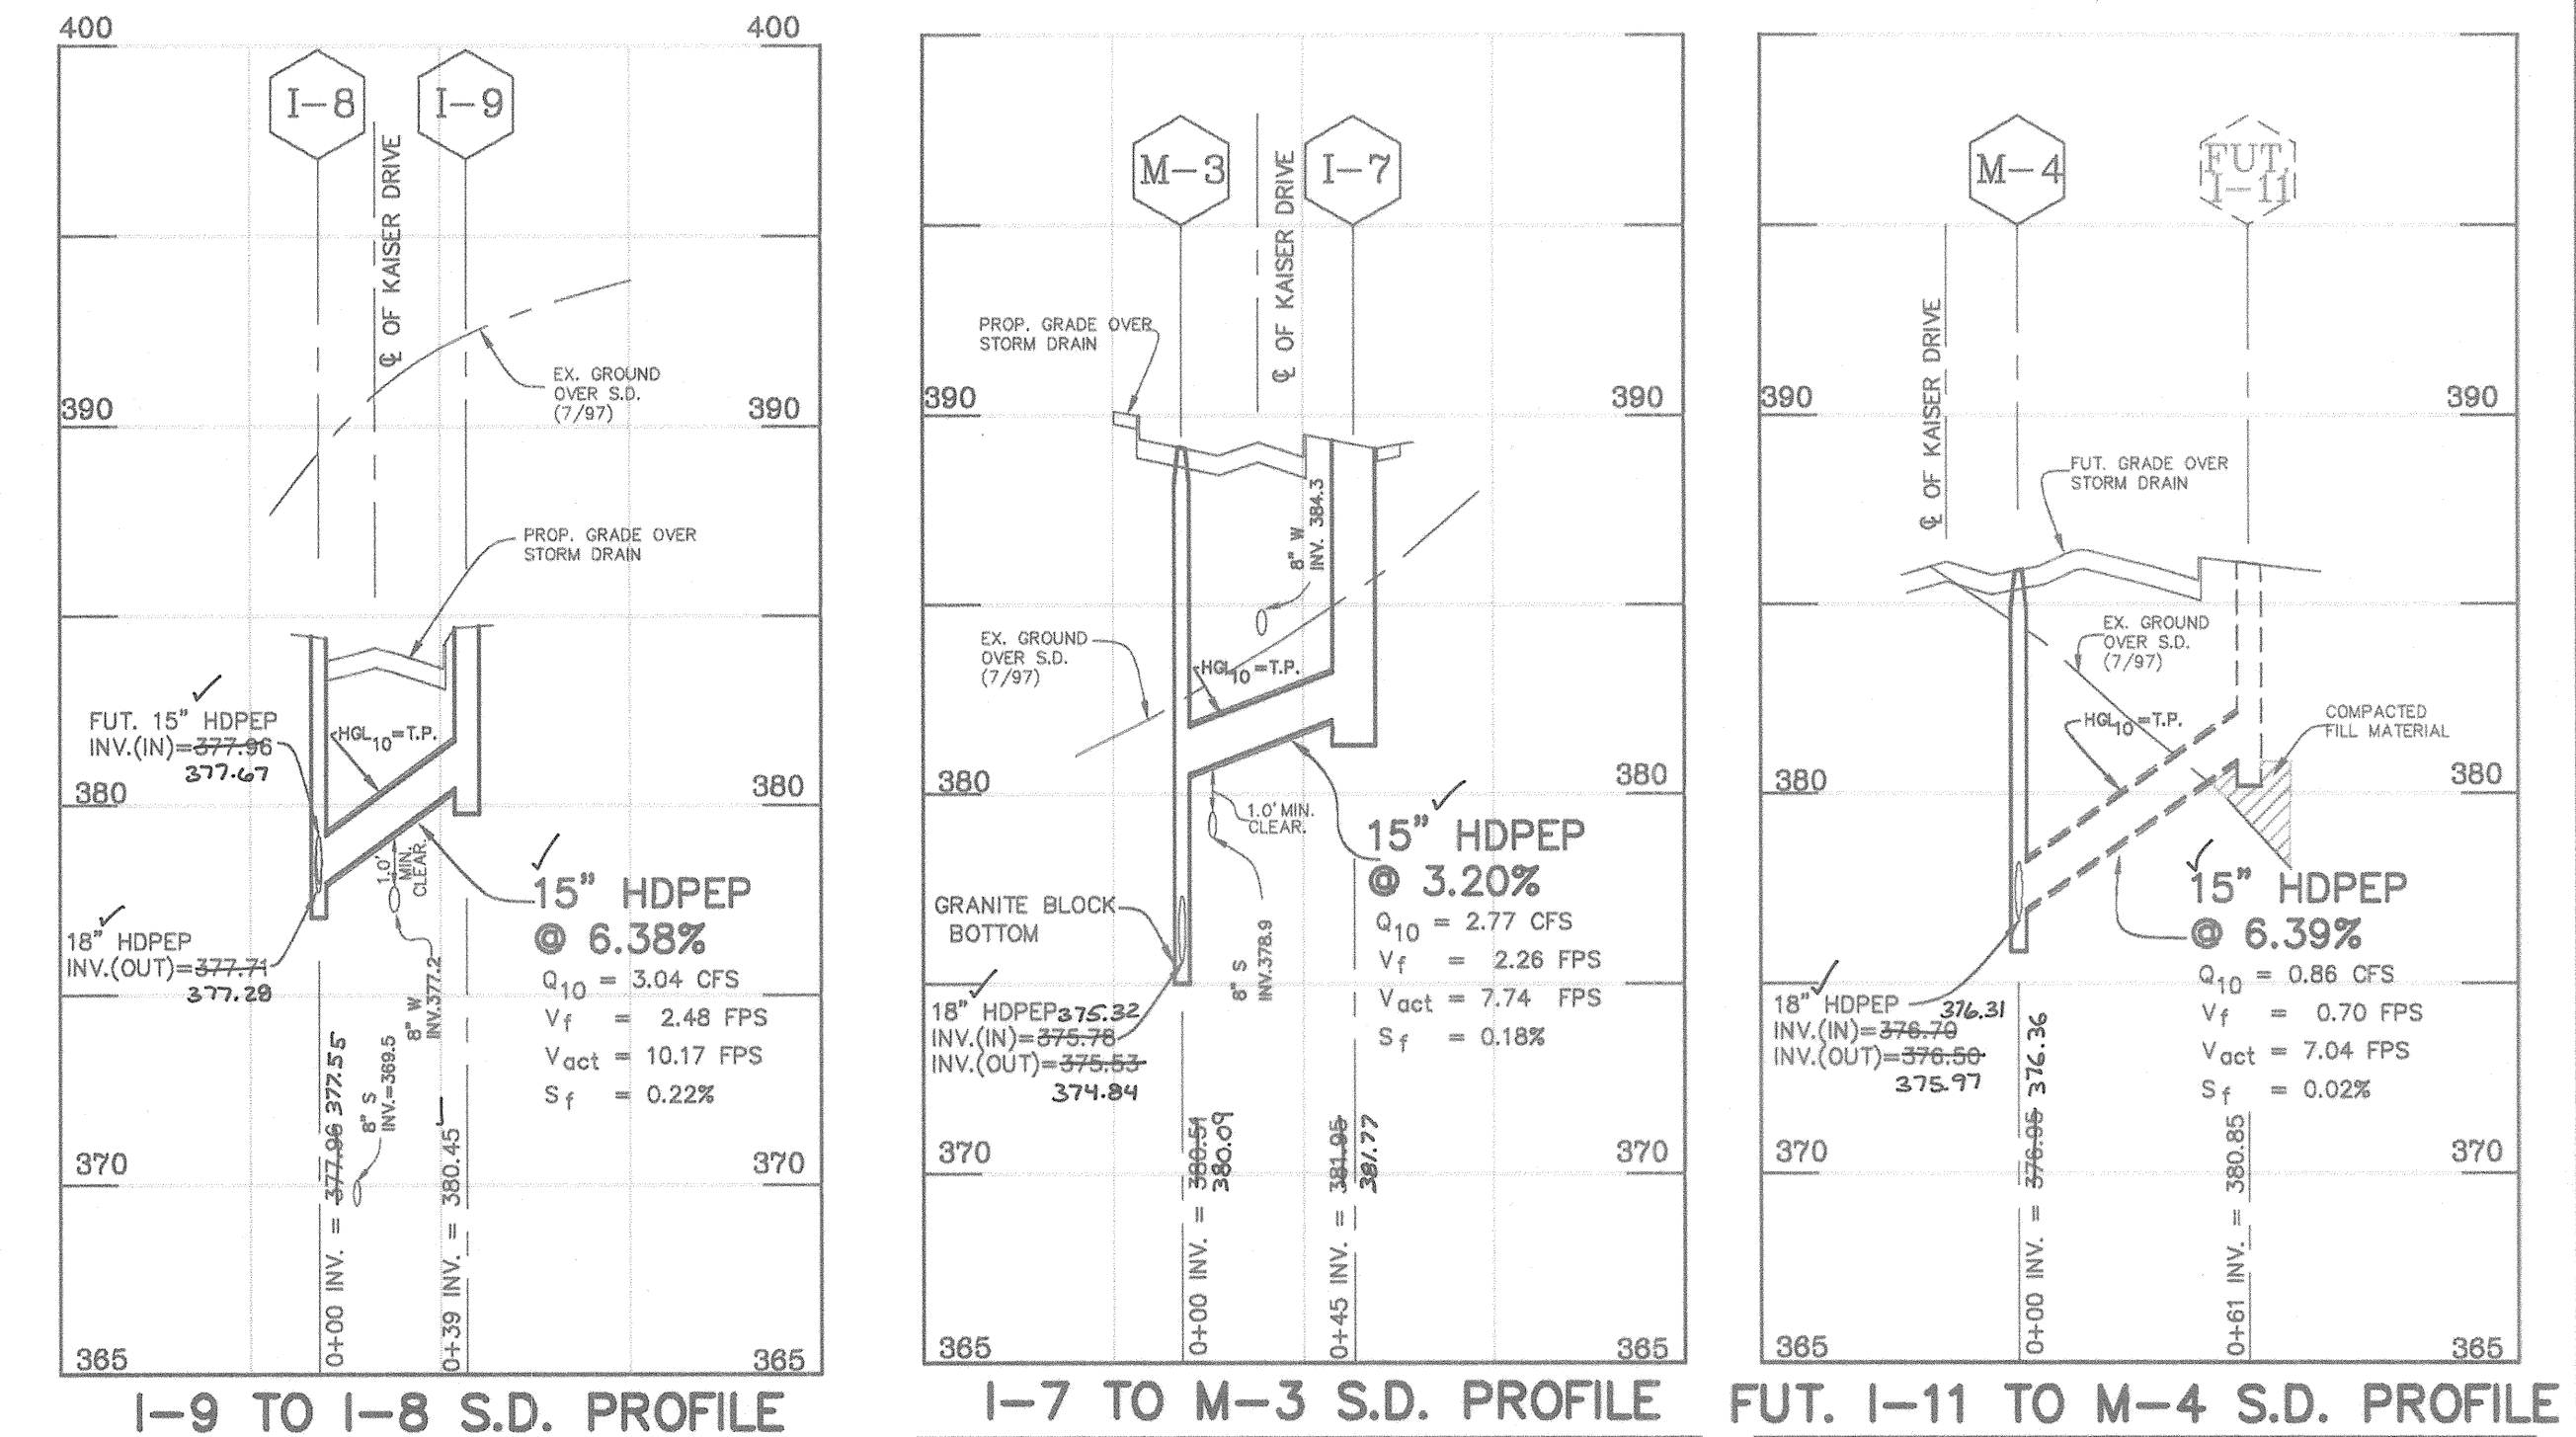 400
400
I-8
I-9
℄ OF KAISER DRIVE
EX. GROUND
OVER S.D.
(7/97)
390
390
PROP. GRADE OVER
STORM DRAIN
FUT. 15" HDPEP
INV.(IN)=377.96
377.67
HGL10=T.P.
380
380
1.0'
MIN.
CLEAR.
15" HDPEP
@ 6.38%
18" HDPEP
INV.(OUT)=377.71
377.28
8" W
INV.377.2
Q10 = 3.04 CFS
Vf = 2.48 FPS
Vact = 10.17 FPS
Sf = 0.22%
8" S
INV.=369.5
370
370
0+00 INV. = 377.96 377.55
0+39 INV. = 380.45
365
365
I-9 TO I-8 S.D. PROFILE
M-3
I-7
℄ OF KAISER DRIVE
PROP. GRADE OVER
STORM DRAIN
390
390
8" W
INV. 384.3
EX. GROUND
OVER S.D.
(7/97)
HGL10=T.P.
380
380
1.0' MIN.
CLEAR.
15" HDPEP
@ 3.20%
GRANITE BLOCK
BOTTOM
8" S
INV.378.9
Q10 = 2.77 CFS
Vf = 2.26 FPS
Vact = 7.74 FPS
Sf = 0.18%
18" HDPEP 375.32
INV.(IN)=375.78
INV.(OUT)=375.53
374.84
370
370
0+00 INV. = 380.51
380.09
0+45 INV. = 381.95
381.77
365
365
I-7 TO M-3 S.D. PROFILE
M-4
FUT.
I-11
℄ OF KAISER DRIVE
390
390
FUT. GRADE OVER
STORM DRAIN
EX. GROUND
OVER S.D.
(7/97)
HGL10=T.P.
COMPACTED
FILL MATERIAL
380
380
15" HDPEP
@ 6.39%
Q10 = 0.86 CFS
Vf = 0.70 FPS
Vact = 7.04 FPS
Sf = 0.02%
18" HDPEP 376.31
INV.(IN)=376.70
INV.(OUT)=376.50
375.97
370
370
0+00 INV. = 376.95 376.36
0+61 INV. = 380.85
365
365
FUT. I-11 TO M-4 S.D. PROFILE